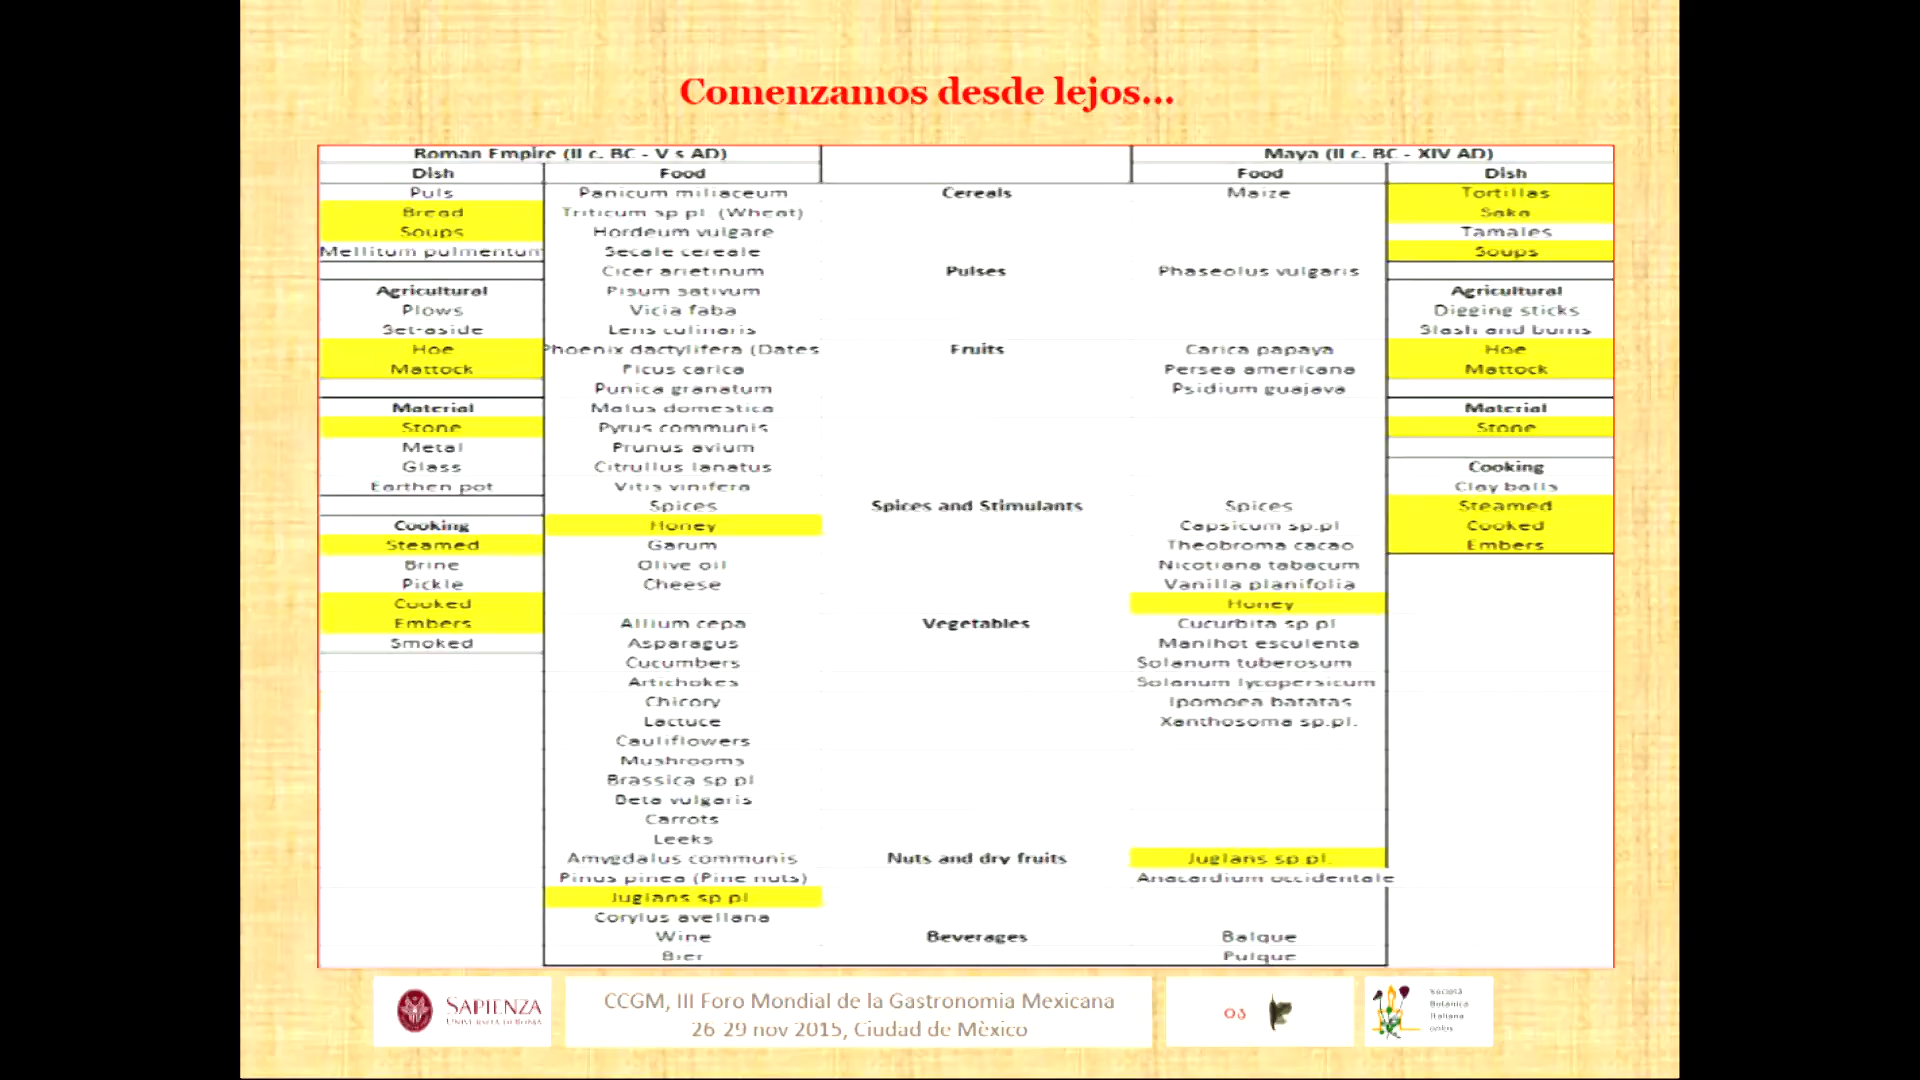 Comenzamos desde lejos...
Roman Empire (II c. BC - V s AD) Maya (II c. BC - XIV AD)
Dish Food Food Dish
Puls Panicum miliaceum Cereals Maize Tortillas
Bread Triticum sp pl (Wheat) Saka
Soups Hordeum vulgare Tamales
Mellitum pulmentum Secale cereale Soups
Cicer arietinum Pulses Phaseolus vulgaris
Agricultural Pisum sativum Agricultural
Plows Vicia faba Digging sticks
Set-aside Lens culinaris Slash and burns
Hoe Phoenix dactylifera (Dates Fruits Carica papaya Hoe
Mattock Ficus carica Persea americana Mattock
Punica granatum Psidium guajava
Material Malus domestica Material
Stone Pyrus communis Stone
Metal Prunus avium
Glass Citrullus lanatus Cooking
Earthen pot Vitis vinifera Clay balls
Spices Spices and Stimulants Spices Steamed
Cooking Honey Capsicum sp.pl Cooked
Steamed Garum Theobroma cacao Embers
Brine Olive oil Nicotiana tabacum
Pickle Cheese Vanilla planifolia
Cooked Honey
Embers Allium cepa Vegetables Cucurbita sp pl
Smoked Asparagus Manihot esculenta
Cucumbers Solanum tuberosum
Artichokes Solanum lycopersicum
Chicory Ipomoea batatas
Lactuce Xanthosoma sp.pl.
Cauliflowers
Mushrooms
Brassica sp pl
Beta vulgaris
Carrots
Leeks
Amygdalus communis Nuts and dry fruits Juglans sp pl.
Pinus pinea (Pine nuts) Anacardium occidentale
Juglans sp pl
Corylus avellana
Wine Beverages Balque
Bier Pulque
SAPIENZA
UNIVERSITÀ DI ROMA
CCGM, III Foro Mondial de la Gastronomia Mexicana
26-29 nov 2015, Ciudad de Mèxico
Società
Botanica
Italiana
onlus